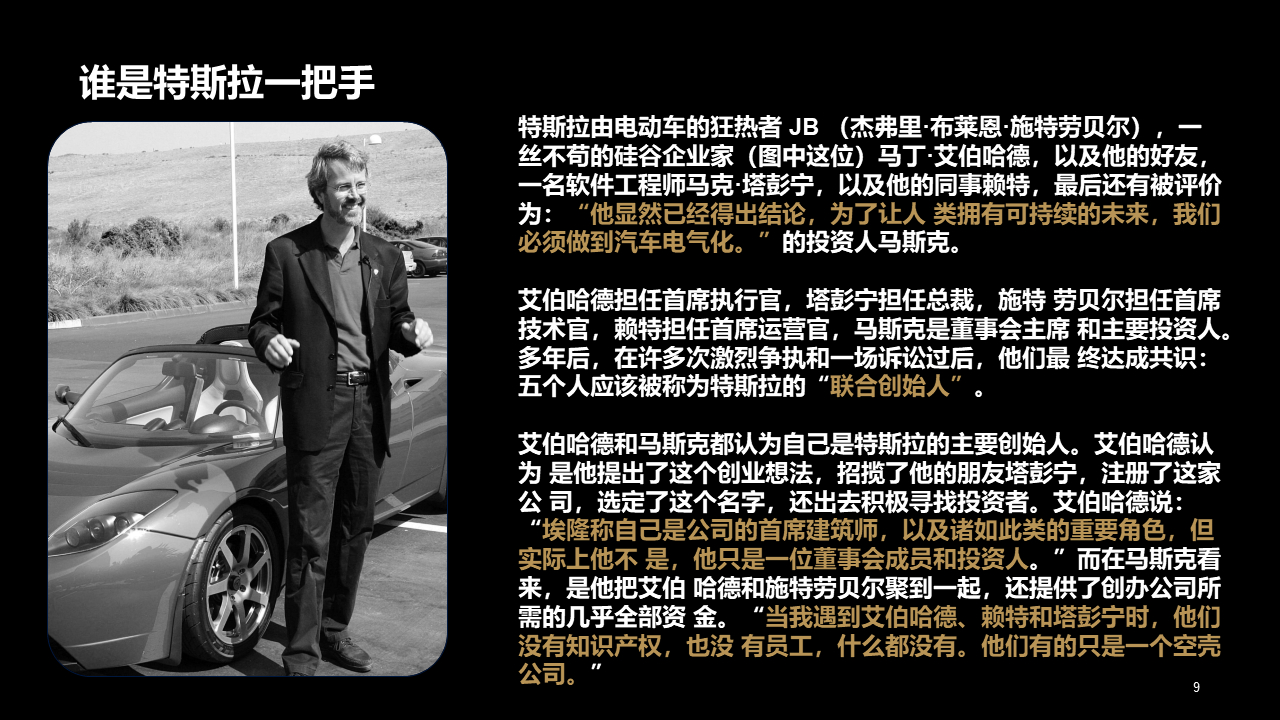 谁是特斯拉一把手
特斯拉由电动车的狂热者 JB （杰弗里·布莱恩·施特劳贝尔），一
丝不苟的硅谷企业家（图中这位）马丁·艾伯哈德，以及他的好友，
一名软件工程师马克·塔彭宁，以及他的同事赖特，最后还有被评价
为：“他显然已经得出结论，为了让人 类拥有可持续的未来，我们
必须做到汽车电气化。”的投资人马斯克。
艾伯哈德担任首席执行官，塔彭宁担任总裁，施特 劳贝尔担任首席
技术官，赖特担任首席运营官，马斯克是董事会主席 和主要投资人。
多年后，在许多次激烈争执和一场诉讼过后，他们最 终达成共识：
五个人应该被称为特斯拉的“联合创始人”。
艾伯哈德和马斯克都认为自己是特斯拉的主要创始人。艾伯哈德认
为 是他提出了这个创业想法，招揽了他的朋友塔彭宁，注册了这家
公 司，选定了这个名字，还出去积极寻找投资者。艾伯哈德说：
“埃隆称自己是公司的首席建筑师，以及诸如此类的重要角色，但
实际上他不 是，他只是一位董事会成员和投资人。”而在马斯克看
来，是他把艾伯 哈德和施特劳贝尔聚到一起，还提供了创办公司所
需的几乎全部资 金。“当我遇到艾伯哈德、赖特和塔彭宁时，他们
没有知识产权，也没 有员工，什么都没有。他们有的只是一个空壳
公司。”
9